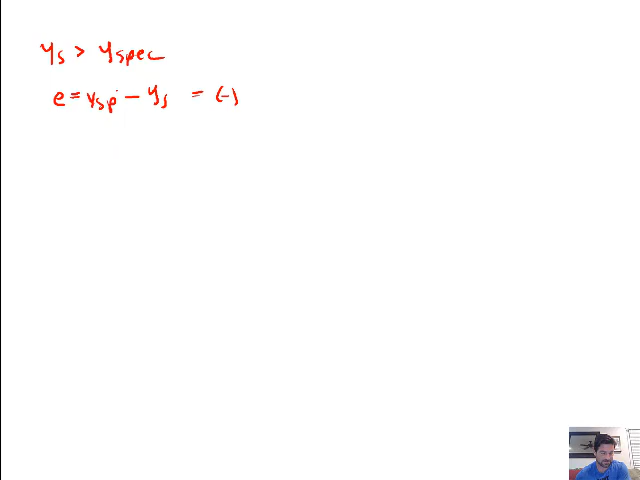 ys > yspec
e = ysp - ys = (-)